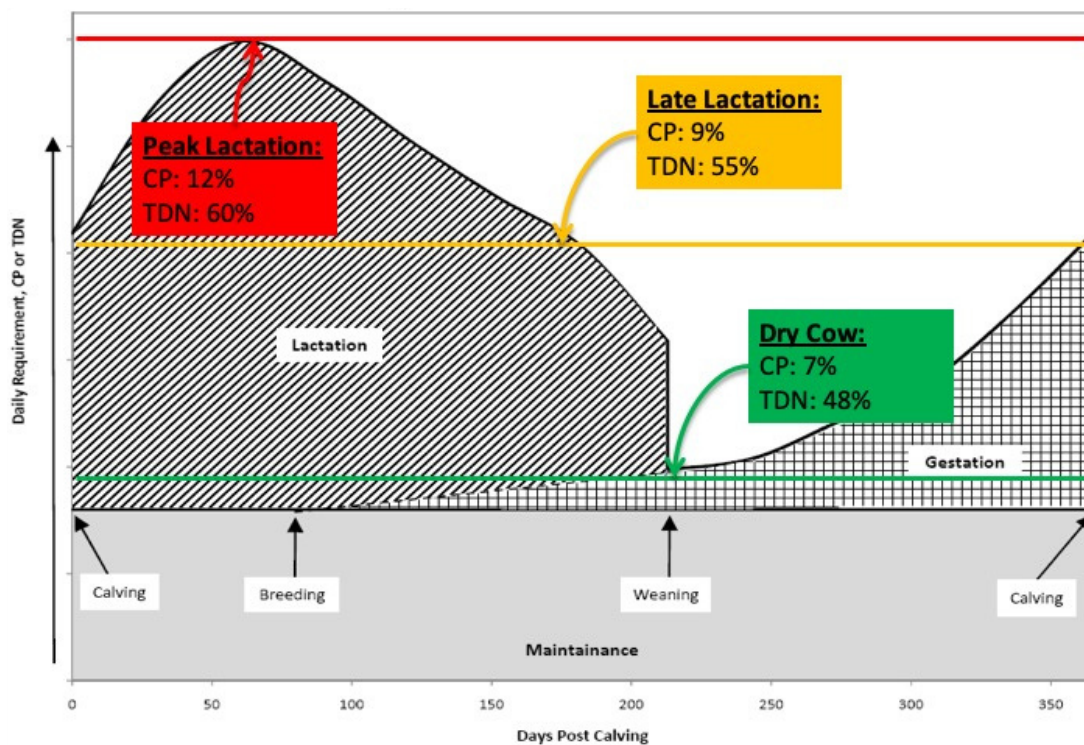 Peak Lactation:
CP: 12%
TDN: 60%
Late Lactation:
CP: 9%
TDN: 55%
Dry Cow:
CP: 7%
TDN: 48%
Daily Requirement, CP or TDN
Lactation
Gestation
Calving
Breeding
Weaning
Calving
Maintainance
0
50
100
150
200
250
300
350
Days Post Calving